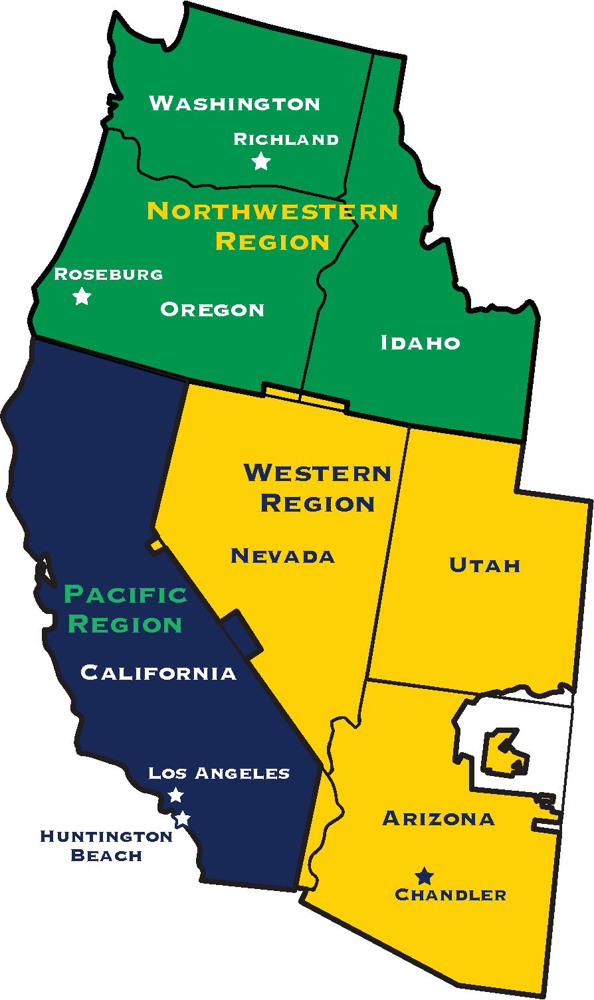 Washington
Richland
Northwestern
Region
Roseburg
Oregon
Idaho
Western
Region
Nevada
Utah
Pacific
Region
California
Los Angeles
Arizona
Huntington
Beach
Chandler